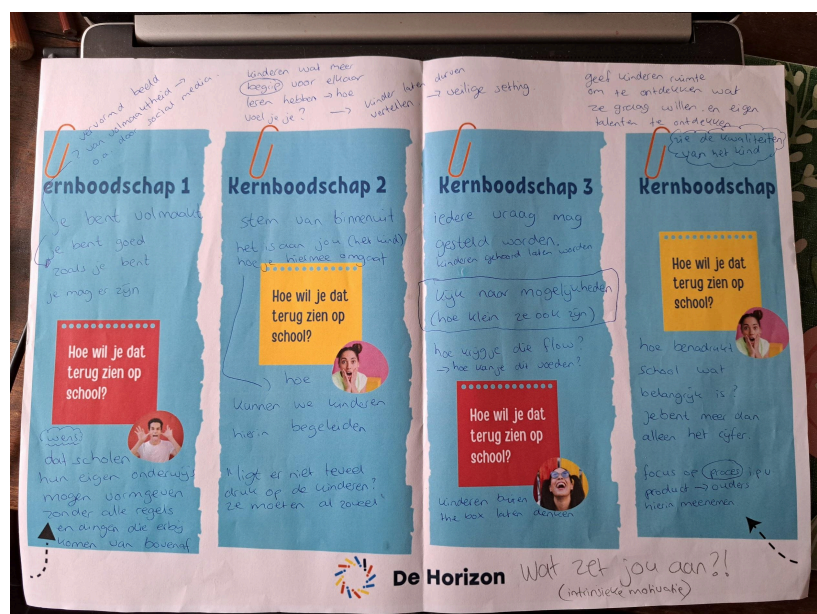 vervormd beeld
van volmaaktheid →
o.a. door social media.
kinderen wat meer
begrip voor elkaar
leren hebben → hoe
voel je je? → kinder laten durven
vertellen → veilige setting.
geef kinderen ruimte
om te ontdekken wat
ze graag willen en eigen
talenten te ontdekken
zie de kwaliteiten
van het kind
ernboodschap 1
je bent volmaakt
je bent goed
zoals je bent
je mag er zijn
Hoe wil je dat
terug zien op
school?
wens
dat scholen
hun eigen onderwijs
mogen vormgeven
zonder alle regels
en dingen die erbij
komen van bovenaf
Kernboodschap 2
stem van binnenuit
het is aan jou (het kind)
hoe je hiermee omgaat
Hoe wil je dat
terug zien op
school?
hoe
kunnen we kinderen
hierin begeleiden
ligt er niet teveel
druk op de kinderen?
ze moeten al zoveel.
Kernboodschap 3
iedere vraag mag
gesteld worden,
kinderen gehoord laten worden
Kijk naar mogelijkheden
(hoe klein ze ook zijn)
hoe krijg je die flow?
→ hoe kan je die voeden?
Hoe wil je dat
terug zien op
school?
kinderen buiten
the box laten denken
Kernboodschap
Hoe wil je dat
terug zien op
school?
hoe benadrukt
school wat
belangrijk is?
je bent meer dan
alleen het cijfer.
focus op proces i.p.v
product → ouders
hierin meenemen
De Horizon
Wat zet jou aan?!
(intrinsieke motivatie)